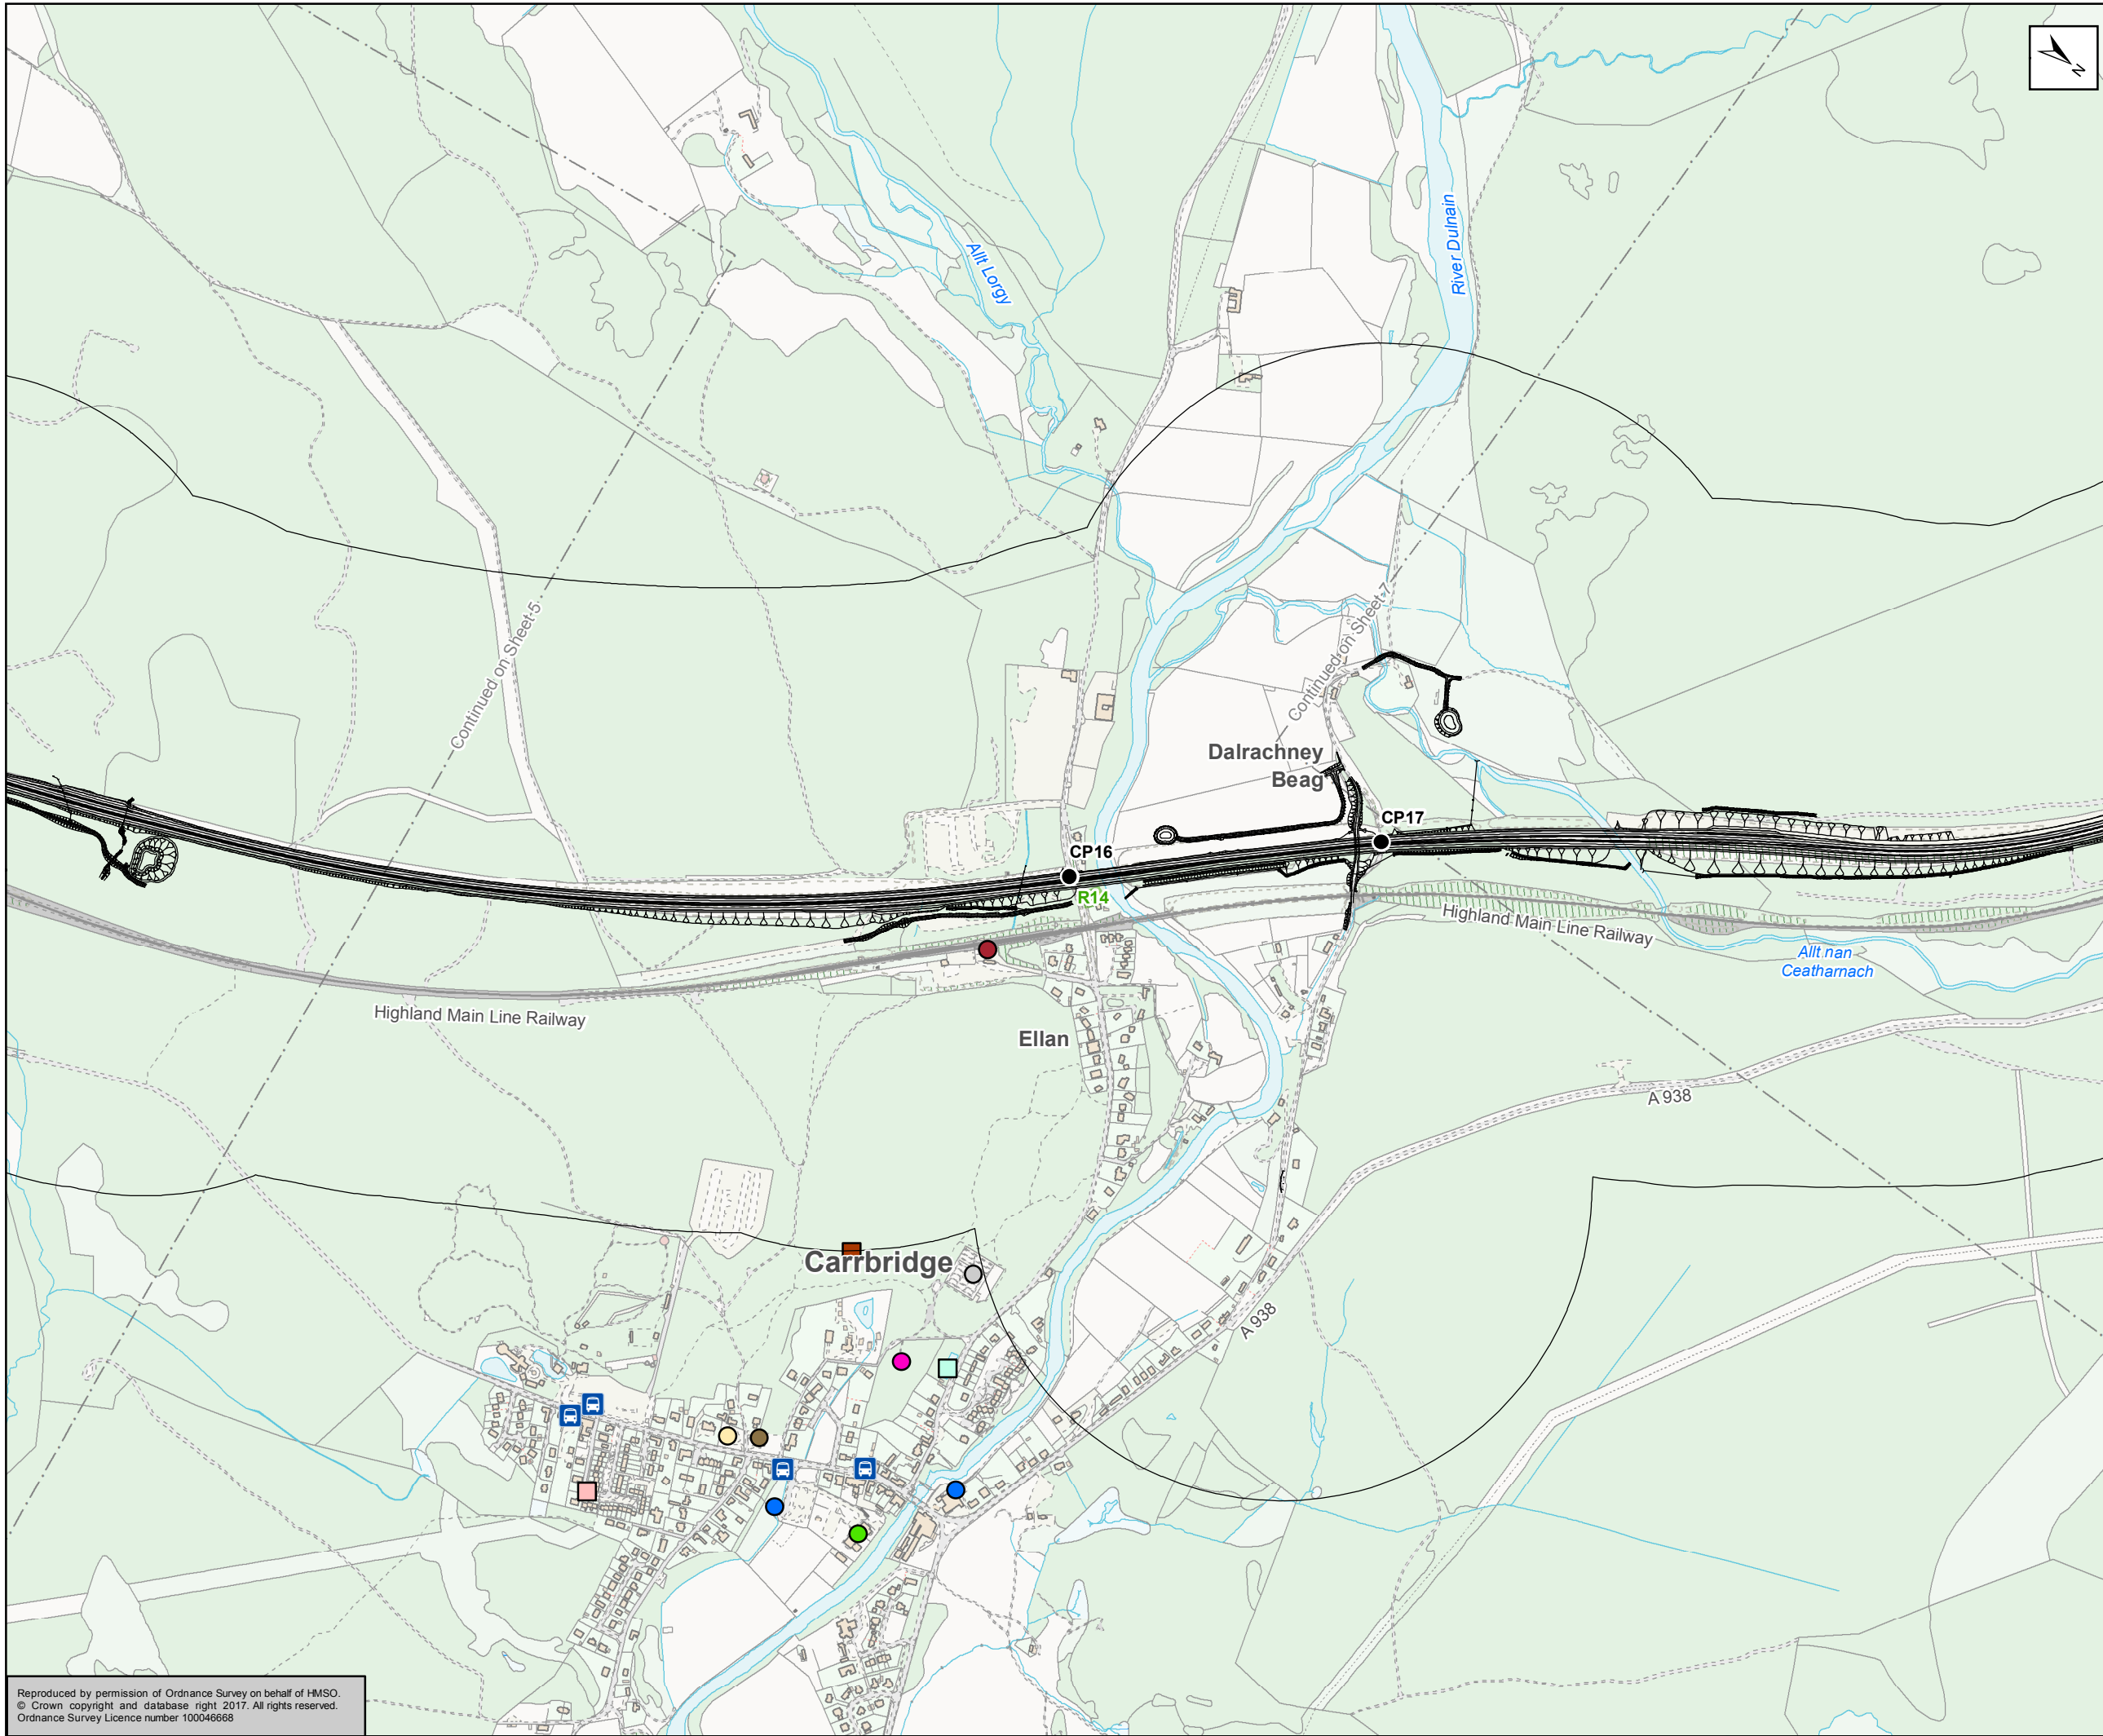 N
Allt Lorgy
River Dulnain
Continued on Sheet 5
Continued on Sheet 7
Dalrachney
Beag
CP17
CP16
R14
Highland Main Line Railway
Allt nan
Ceatharnach
Highland Main Line Railway
Ellan
A 938
Carrbridge
A 938
Reproduced by permission of Ordnance Survey on behalf of HMSO.
© Crown copyright and database right 2017. All rights reserved.
Ordnance Survey Licence number 100046668